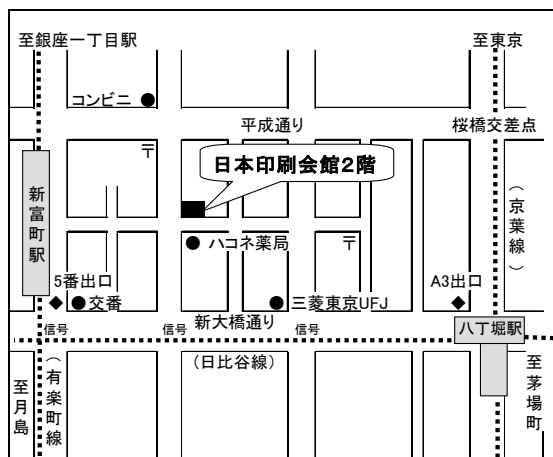 至銀座一丁目駅
至東京
コンビニ
平成通り
桜橋交差点
〒
日本印刷会館2階
新富町駅
（京葉線）
ハコネ薬局
〒
5番出口
A3出口
交番
三菱東京UFJ
新大橋通り
信号
信号
信号
八丁堀駅
（日比谷線）
至月島
（有楽町線）
至茅場町